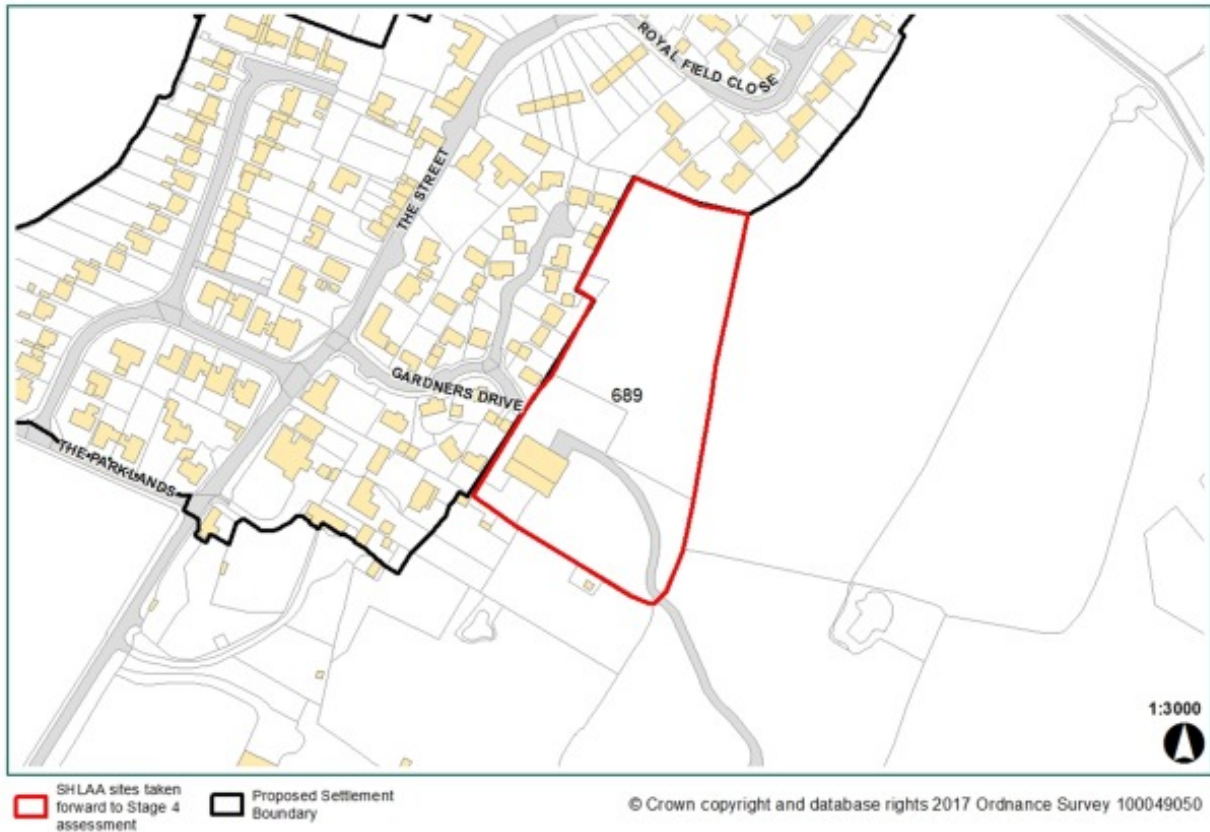 ROYAL FIELD CLOSE
THE STREET
GARDNERS DRIVE
689
THE PARKLANDS
1:3000
SHLAA sites taken
forward to Stage 4
assessment
Proposed Settlement
Boundary
© Crown copyright and database rights 2017 Ordnance Survey 100049050